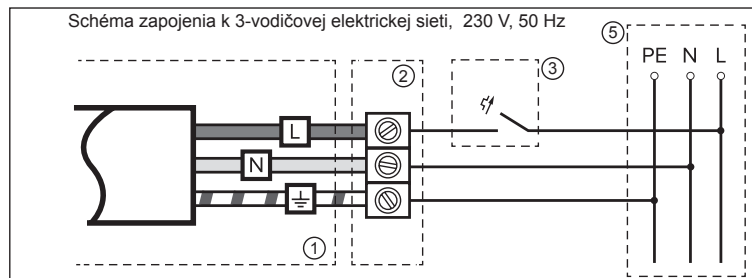 Schéma zapojenia k 3-vodičovej elektrickej sieti, 230 V, 50 Hz
5
PE N L
2
3
L
N
1